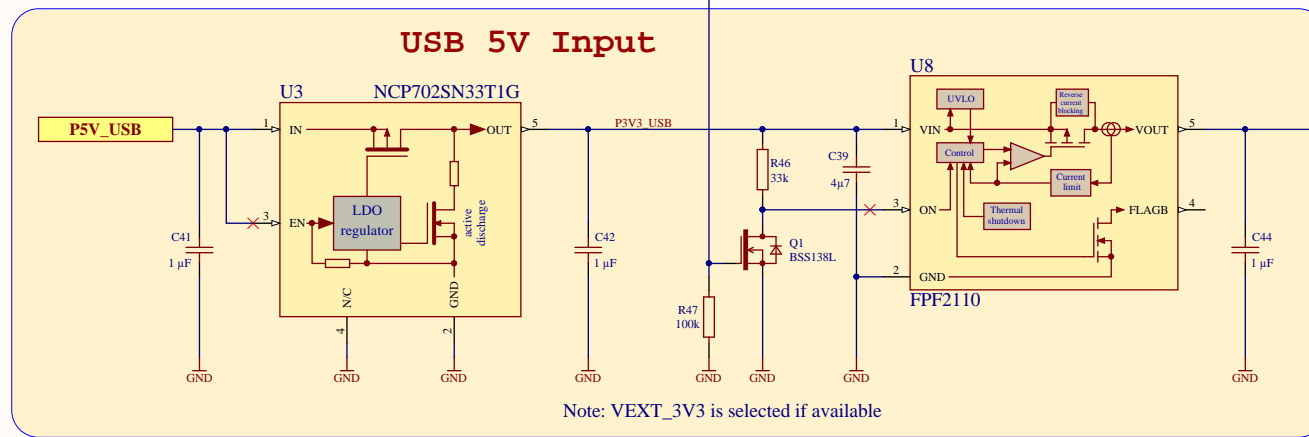 USB 5V Input
U3
NCP702SN33T1G
U8
P5V_USB
1
IN
OUT
5
P3V3_USB
1
VIN
UVLO
Reverse
current
blocking
VOUT
5
R46
33k
C39
4µ7
Control
Current
limit
3
EN
LDO
regulator
active
discharge
3
ON
Thermal
shutdown
FLAGB
4
C41
1 µF
C42
1 µF
Q1
BSS138L
C44
1 µF
2
GND
N/C
GND
FPF2110
R47
100k
4
2
GND
GND
GND
GND
GND
GND
GND
GND
Note: VEXT_3V3 is selected if available